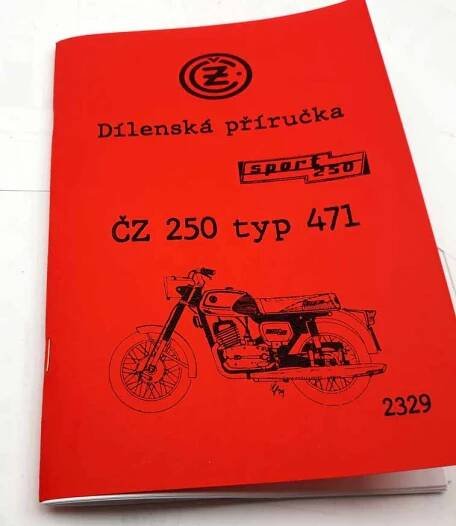 ČZ
Dílenská příručka
sport
250
ČZ 250 typ 471
2329